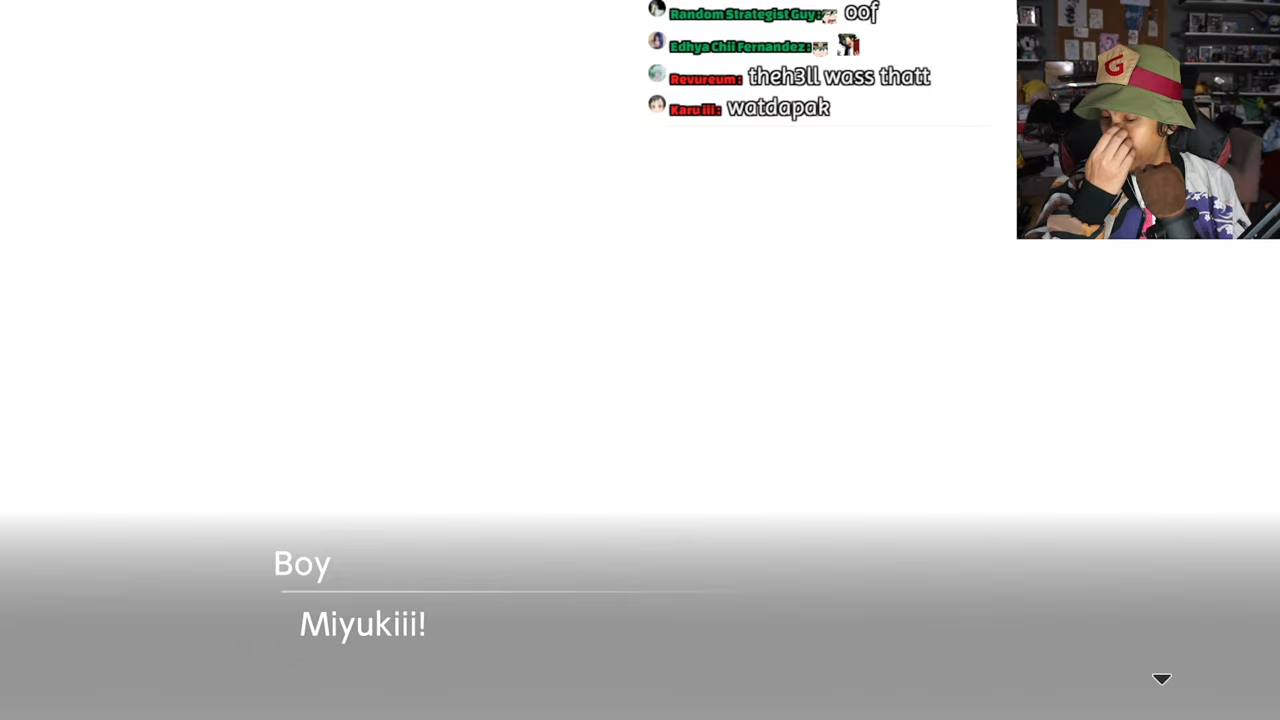 Random Strategist Guy: oof
Edhya Chii Fernandez:
Revureum: theh3ll wass thatt
Karu iii: watdapak
G
Boy
Miyukiii!